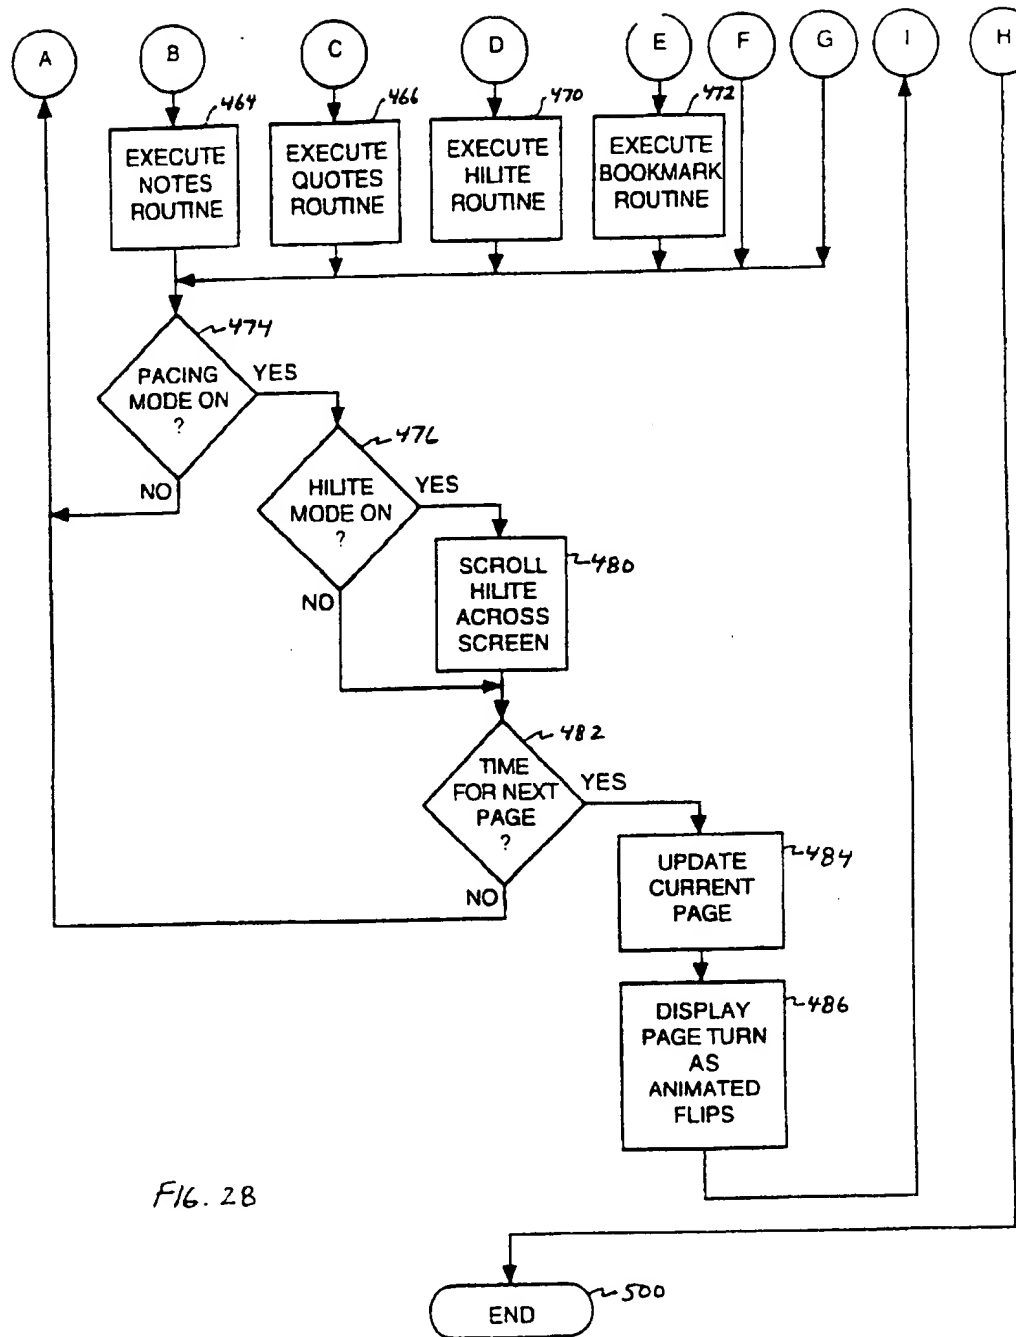 A
B
C
D
E
F
G
I
H
464
466
470
472
EXECUTE
NOTES
ROUTINE
EXECUTE
QUOTES
ROUTINE
EXECUTE
HILITE
ROUTINE
EXECUTE
BOOKMARK
ROUTINE
474
PACING
MODE ON
?
YES
NO
476
HILITE
MODE ON
?
YES
NO
480
SCROLL
HILITE
ACROSS
SCREEN
482
TIME
FOR NEXT
PAGE
?
YES
NO
484
UPDATE
CURRENT
PAGE
486
DISPLAY
PAGE TURN
AS
ANIMATED
FLIPS
FIG. 2B
500
END